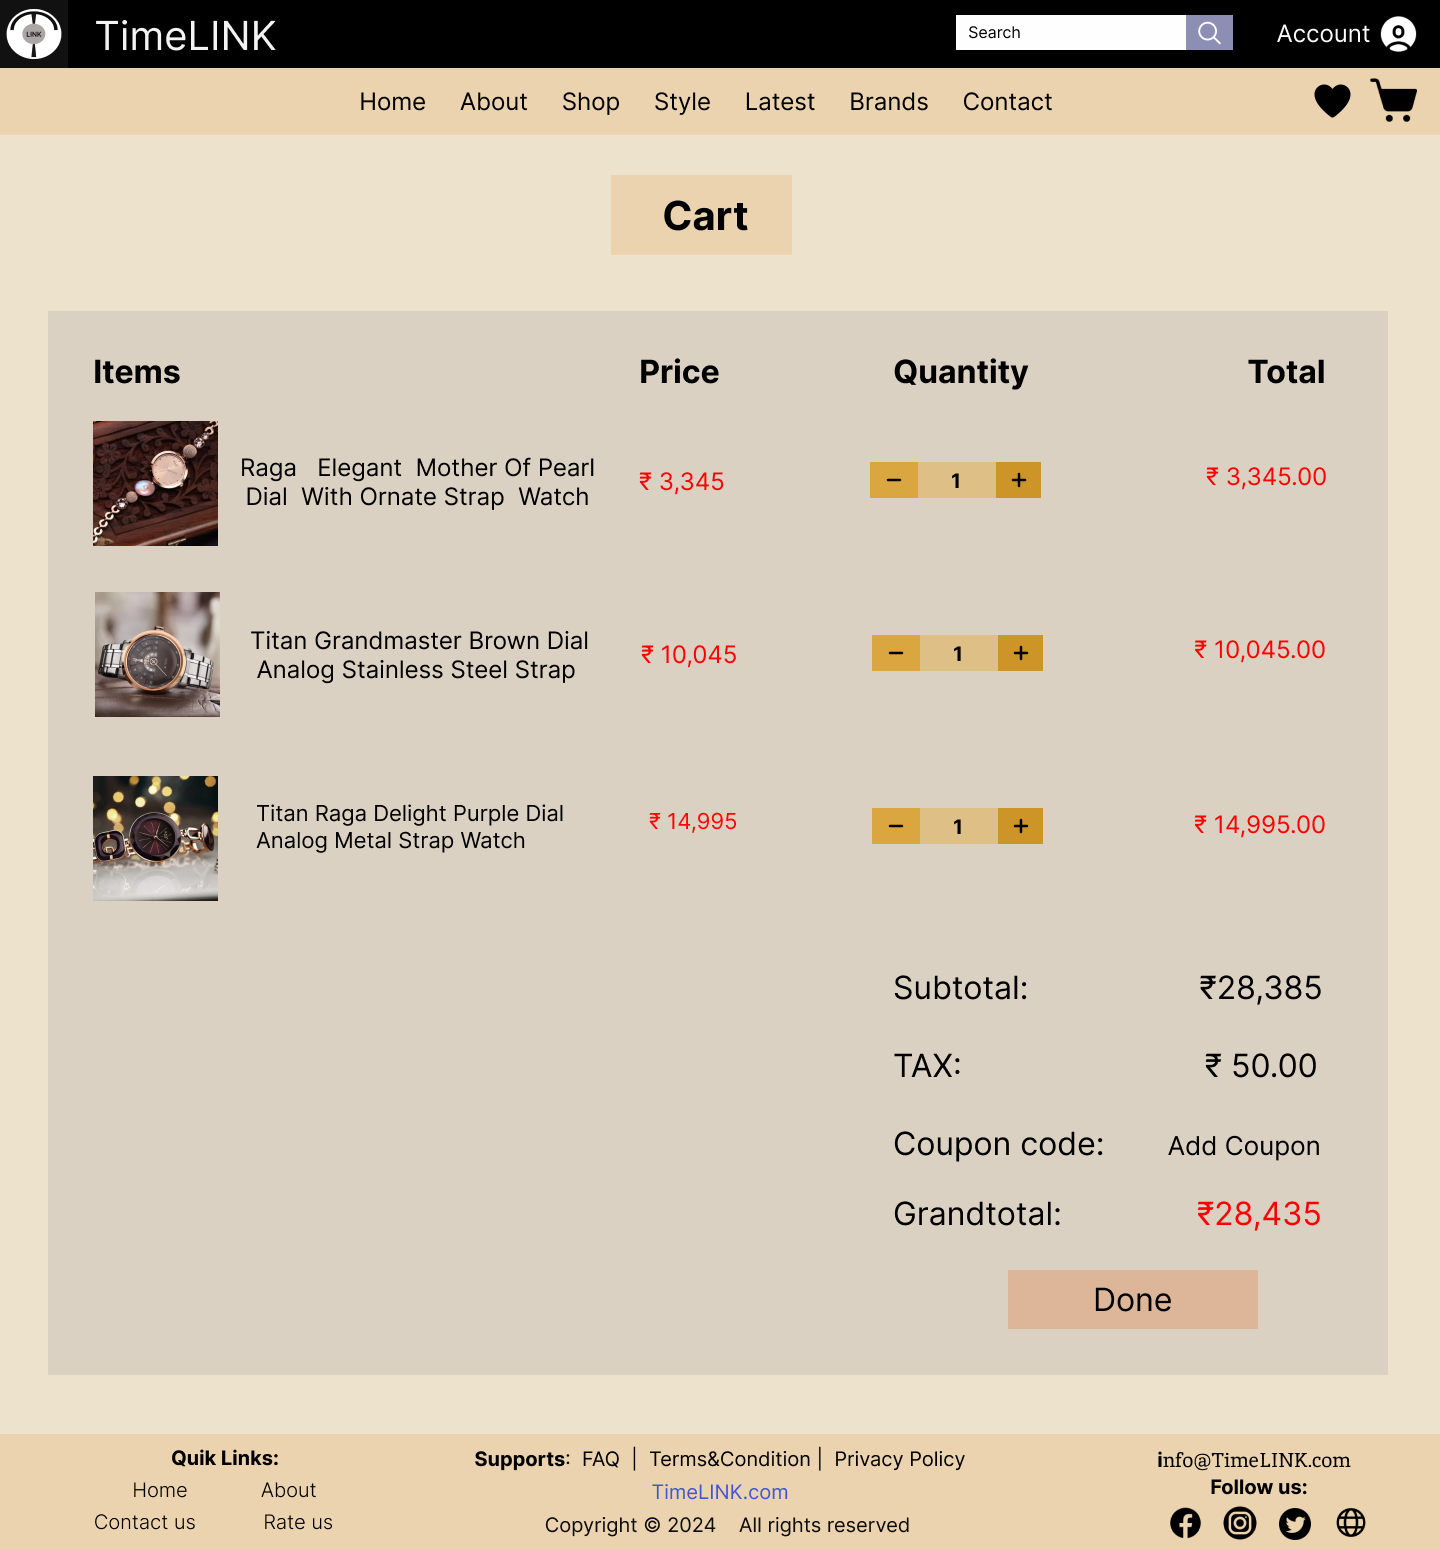 LINK
TimeLINK
Search
Account
Home About Shop Style Latest Brands Contact
Cart
Items Price Quantity Total
Raga Elegant Mother Of Pearl
Dial With Ornate Strap Watch
₹ 3,345
− 1 +
₹ 3,345.00
Titan Grandmaster Brown Dial
Analog Stainless Steel Strap
₹ 10,045
− 1 +
₹ 10,045.00
Titan Raga Delight Purple Dial
Analog Metal Strap Watch
₹ 14,995
− 1 +
₹ 14,995.00
Subtotal: ₹28,385
TAX: ₹ 50.00
Coupon code: Add Coupon
Grandtotal: ₹28,435
Done
Quik Links:
Home About
Contact us Rate us
Supports: FAQ | Terms&Condition | Privacy Policy
TimeLINK.com
Copyright © 2024 All rights reserved
info@TimeLINK.com
Follow us: